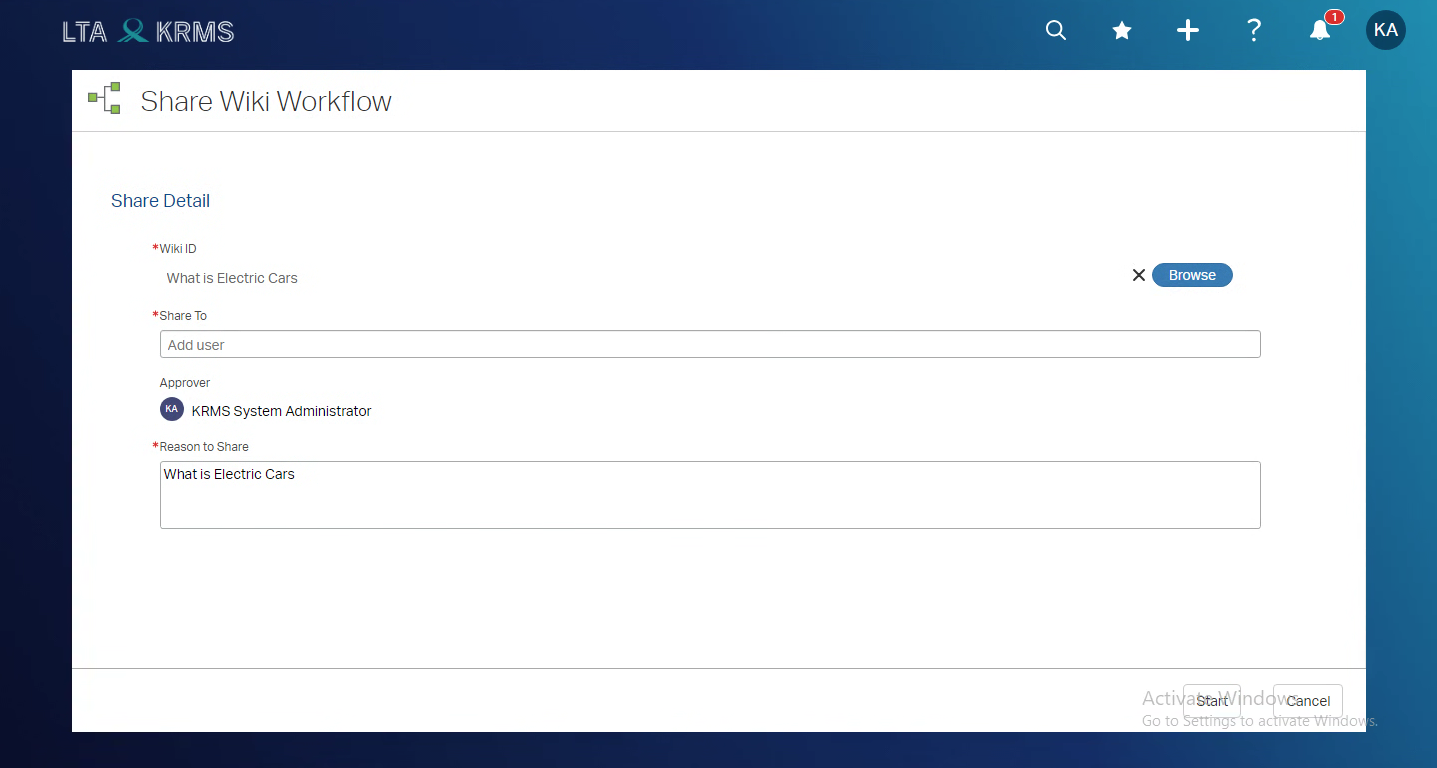 LTA KRMS
?
1
KA
Share Wiki Workflow
Share Detail
*Wiki ID
What is Electric Cars
Browse
*Share To
Add user
Approver
KA
KRMS System Administrator
*Reason to Share
What is Electric Cars
Activate Windows
Start
Cancel
Go to Settings to activate Windows.